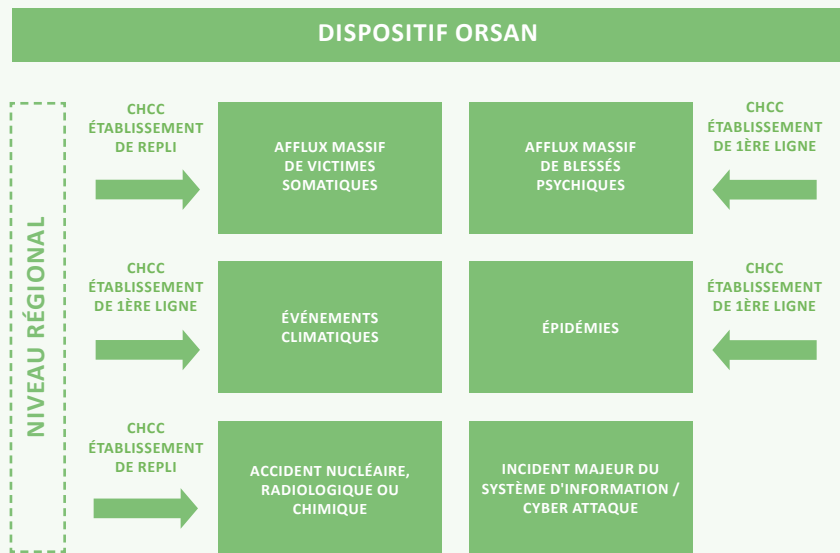 DISPOSITIF ORSAN
NIVEAU RÉGIONAL
CHCC
ÉTABLISSEMENT
DE REPLI
AFFLUX MASSIF
DE VICTIMES
SOMATIQUES
AFFLUX MASSIF
DE BLESSÉS
PSYCHIQUES
CHCC
ÉTABLISSEMENT
DE 1ÈRE LIGNE
CHCC
ÉTABLISSEMENT
DE 1ÈRE LIGNE
ÉVÉNEMENTS
CLIMATIQUES
ÉPIDÉMIES
CHCC
ÉTABLISSEMENT
DE 1ÈRE LIGNE
CHCC
ÉTABLISSEMENT
DE REPLI
ACCIDENT NUCLÉAIRE,
RADIOLOGIQUE OU
CHIMIQUE
INCIDENT MAJEUR DU
SYSTÈME D'INFORMATION /
CYBER ATTAQUE